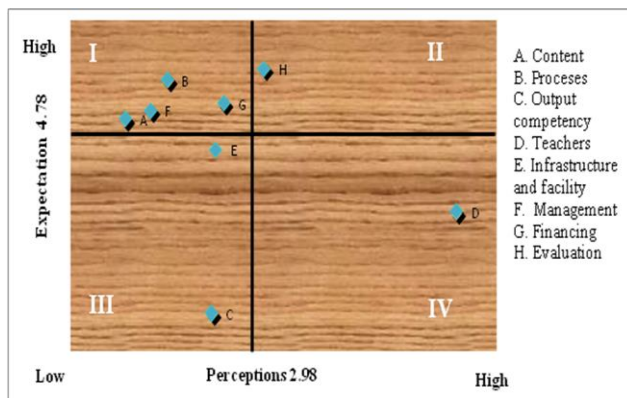 High
I
II
H
B
G
F
A
E
D
C
III
IV
Expectation 4.78
Low
Perceptions 2.98
High
A. Content
B. Proceses
C. Output
competency
D. Teachers
E. Infrastructure
and facility
F. Management
G. Financing
H. Evaluation